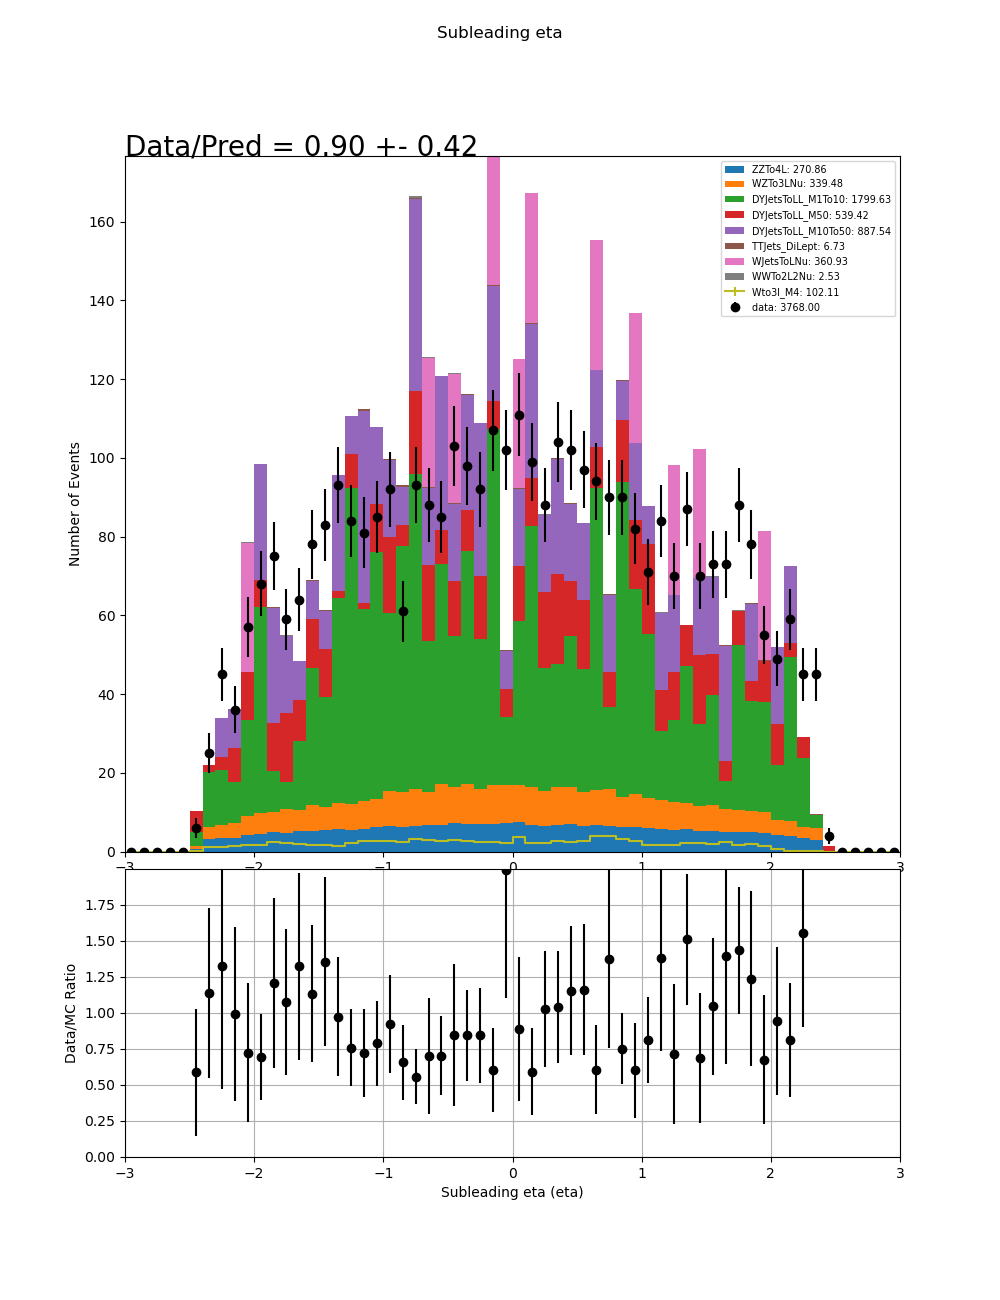 Subleading eta
Data/Pred = 0.90 +- 0.42
ZZTo4L: 270.86
WZTo3LNu: 339.48
DYJetsToLL_M1To10: 1799.63
DYJetsToLL_M50: 539.42
DYJetsToLL_M10To50: 887.54
TTJets_DiLept: 6.73
WJetsToLNu: 360.93
WWTo2L2Nu: 2.53
Wto3l_M4: 102.11
data: 3768.00
Number of Events
160
140
120
100
80
60
40
20
0
−3 −2 −1 0 1 2 3
Data/MC Ratio
1.75
1.50
1.25
1.00
0.75
0.50
0.25
0.00
−3 −2 −1 0 1 2 3
Subleading eta (eta)